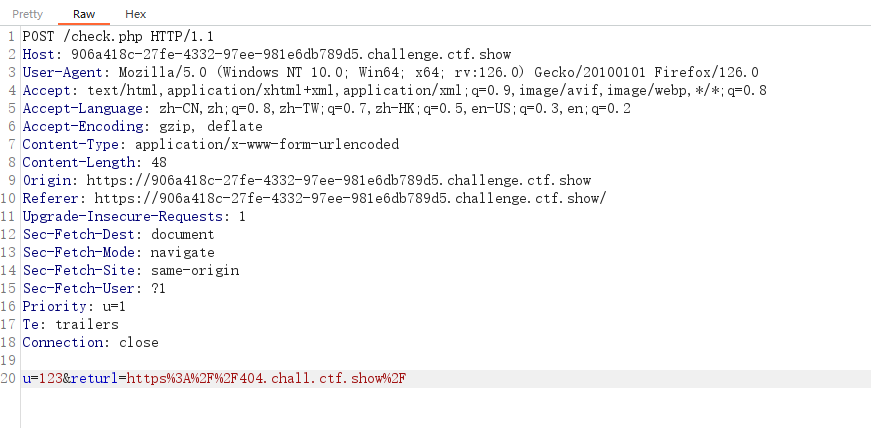 Pretty Raw Hex
1 POST /check.php HTTP/1.1
2 Host: 906a418c-27fe-4332-97ee-981e6db789d5.challenge.ctf.show
3 User-Agent: Mozilla/5.0 (Windows NT 10.0; Win64; x64; rv:126.0) Gecko/20100101 Firefox/126.0
4 Accept: text/html,application/xhtml+xml,application/xml;q=0.9,image/avif,image/webp,*/*;q=0.8
5 Accept-Language: zh-CN,zh;q=0.8,zh-TW;q=0.7,zh-HK;q=0.5,en-US;q=0.3,en;q=0.2
6 Accept-Encoding: gzip, deflate
7 Content-Type: application/x-www-form-urlencoded
8 Content-Length: 48
9 Origin: https://906a418c-27fe-4332-97ee-981e6db789d5.challenge.ctf.show
10 Referer: https://906a418c-27fe-4332-97ee-981e6db789d5.challenge.ctf.show/
11 Upgrade-Insecure-Requests: 1
12 Sec-Fetch-Dest: document
13 Sec-Fetch-Mode: navigate
14 Sec-Fetch-Site: same-origin
15 Sec-Fetch-User: ?1
16 Priority: u=1
17 Te: trailers
18 Connection: close
19
20 u=123&returl=https%3A%2F%2F404.chall.ctf.show%2F